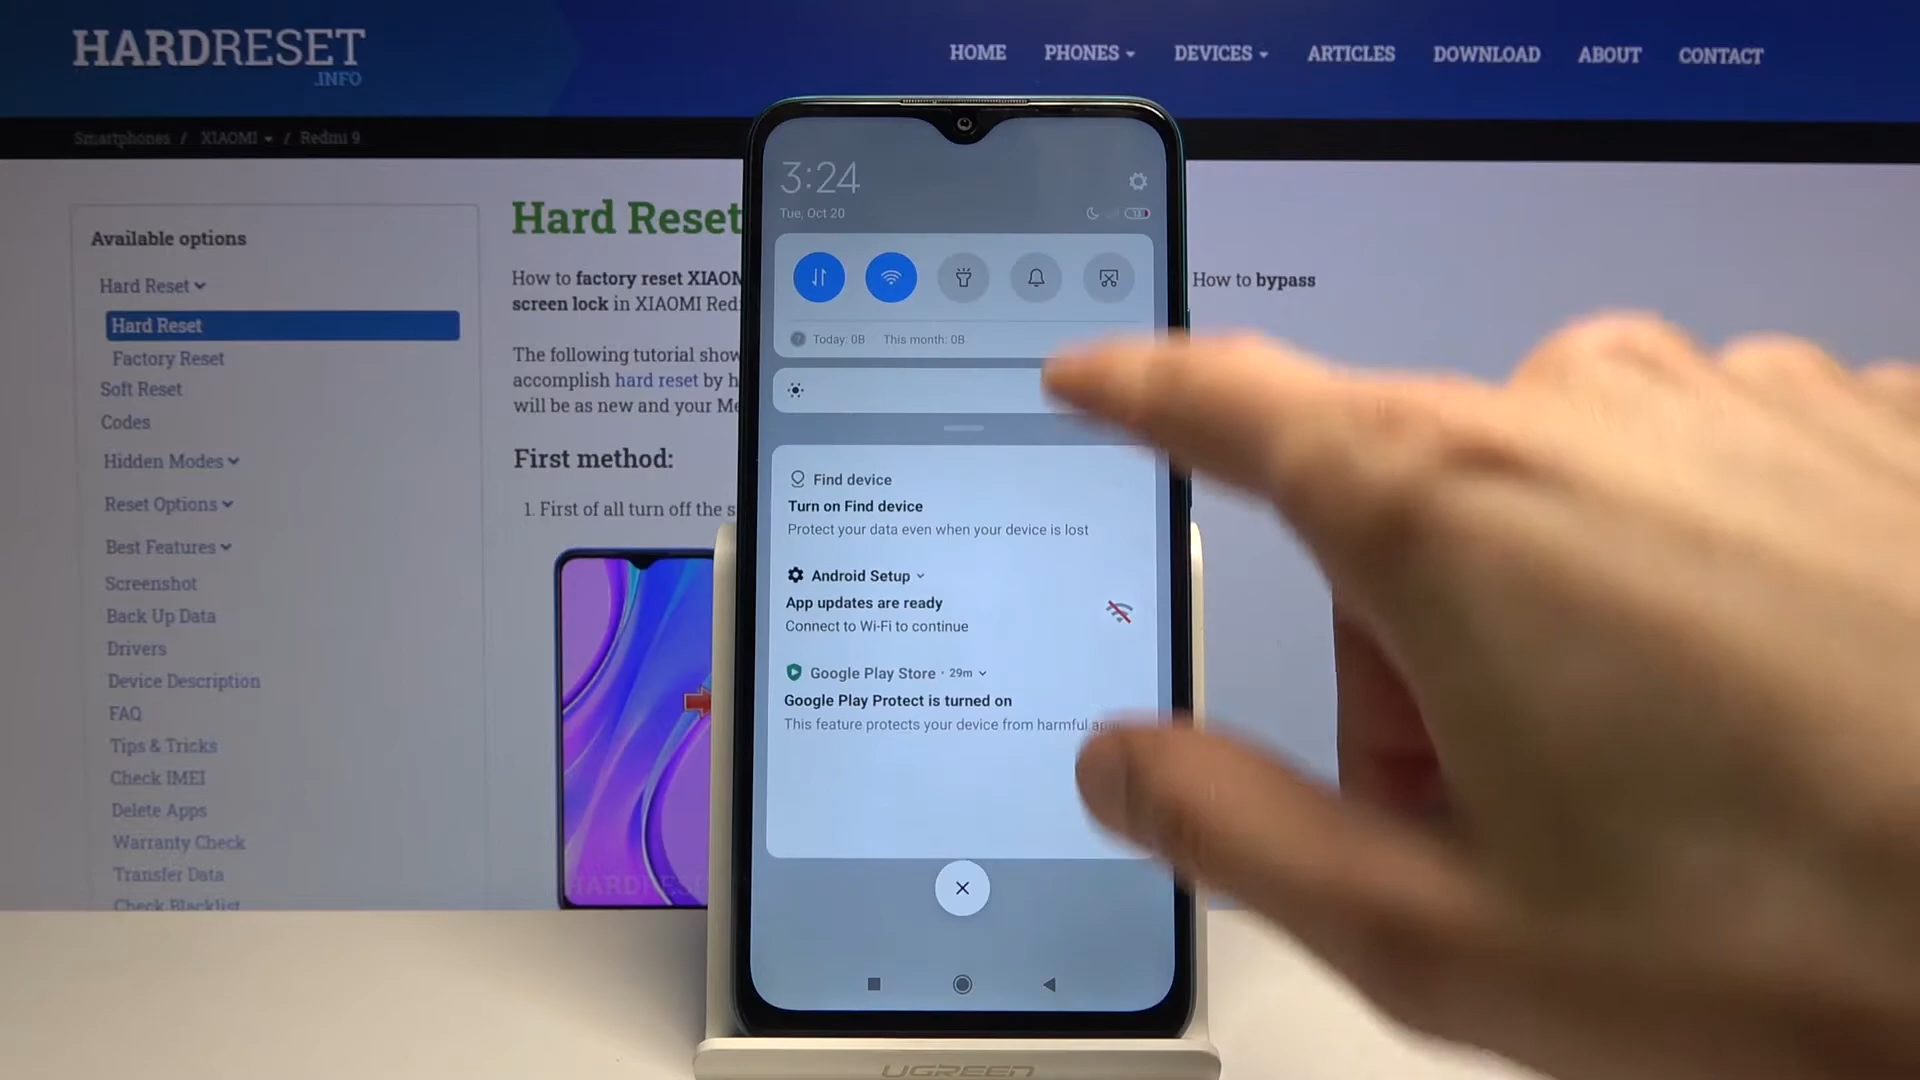 HARDRESET
.INFO
HOME PHONES DEVICES ARTICLES DOWNLOAD ABOUT CONTACT
Smartphones / XIAOMI / Redmi 9
Available options
Hard Reset
Hard Reset
Factory Reset
Soft Reset
Codes
Hidden Modes
Reset Options
Best Features
Screenshot
Back Up Data
Drivers
Device Description
FAQ
Tips & Tricks
Check IMEI
Delete Apps
Warranty Check
Transfer Data
Check Blacklist
Hard Reset
How to factory reset XIAOM
How to bypass
screen lock in XIAOMI Red
The following tutorial show
accomplish hard reset by h
will be as new and your Me
First method:
1. First of all turn off the s
3:24
Tue, Oct 20
Today: 0B This month: 0B
Find device
Turn on Find device
Protect your data even when your device is lost
Android Setup
App updates are ready
Connect to Wi-Fi to continue
Google Play Store · 29m
Google Play Protect is turned on
This feature protects your device from harmful
UGREEN